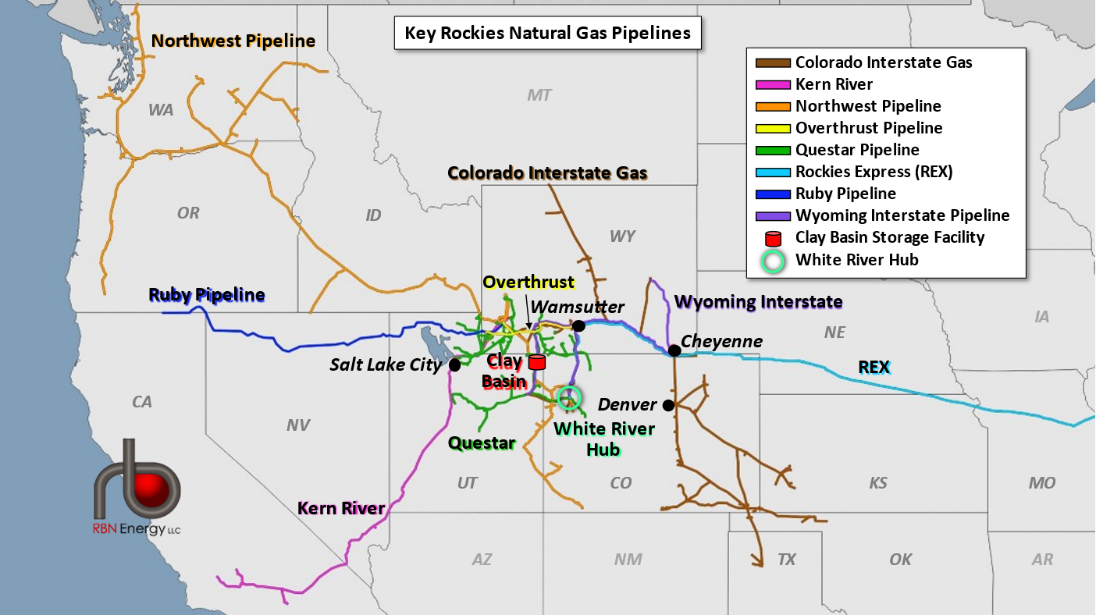 Key Rockies Natural Gas Pipelines
Northwest Pipeline
Colorado Interstate Gas
Kern River
Northwest Pipeline
Overthrust Pipeline
Questar Pipeline
Rockies Express (REX)
Ruby Pipeline
Wyoming Interstate Pipeline
Clay Basin Storage Facility
White River Hub
WA
MT
Colorado Interstate Gas
OR
ID
WY
Overthrust
Ruby Pipeline
Wamsutter
Wyoming Interstate
NE
IA
Cheyenne
Salt Lake City
Clay
Basin
REX
CA
NV
Denver
White River
Hub
Questar
UT
CO
KS
MO
Kern River
RBN Energy LLC
AZ
NM
TX
OK
AR